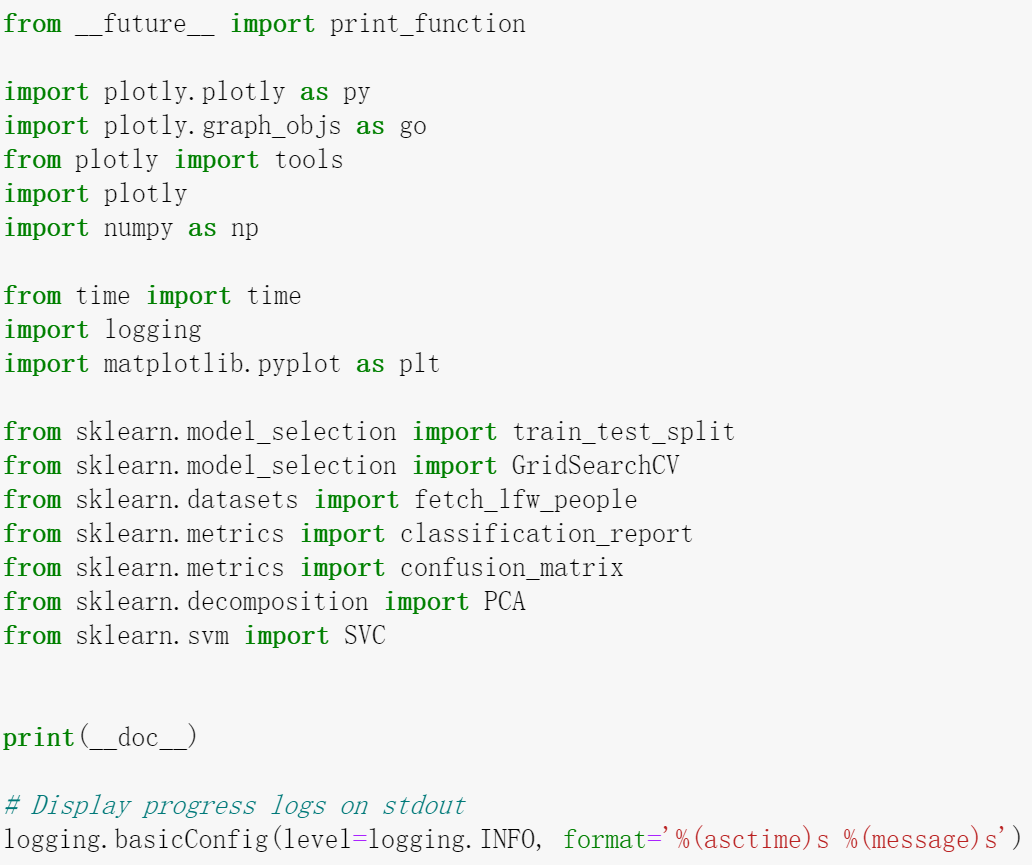 from __future__ import print_function
import plotly.plotly as py
import plotly.graph_objs as go
from plotly import tools
import plotly
import numpy as np
from time import time
import logging
import matplotlib.pyplot as plt
from sklearn.model_selection import train_test_split
from sklearn.model_selection import GridSearchCV
from sklearn.datasets import fetch_lfw_people
from sklearn.metrics import classification_report
from sklearn.metrics import confusion_matrix
from sklearn.decomposition import PCA
from sklearn.svm import SVC
print(__doc__)
# Display progress logs on stdout
logging.basicConfig(level=logging.INFO, format='%(asctime)s %(message)s')